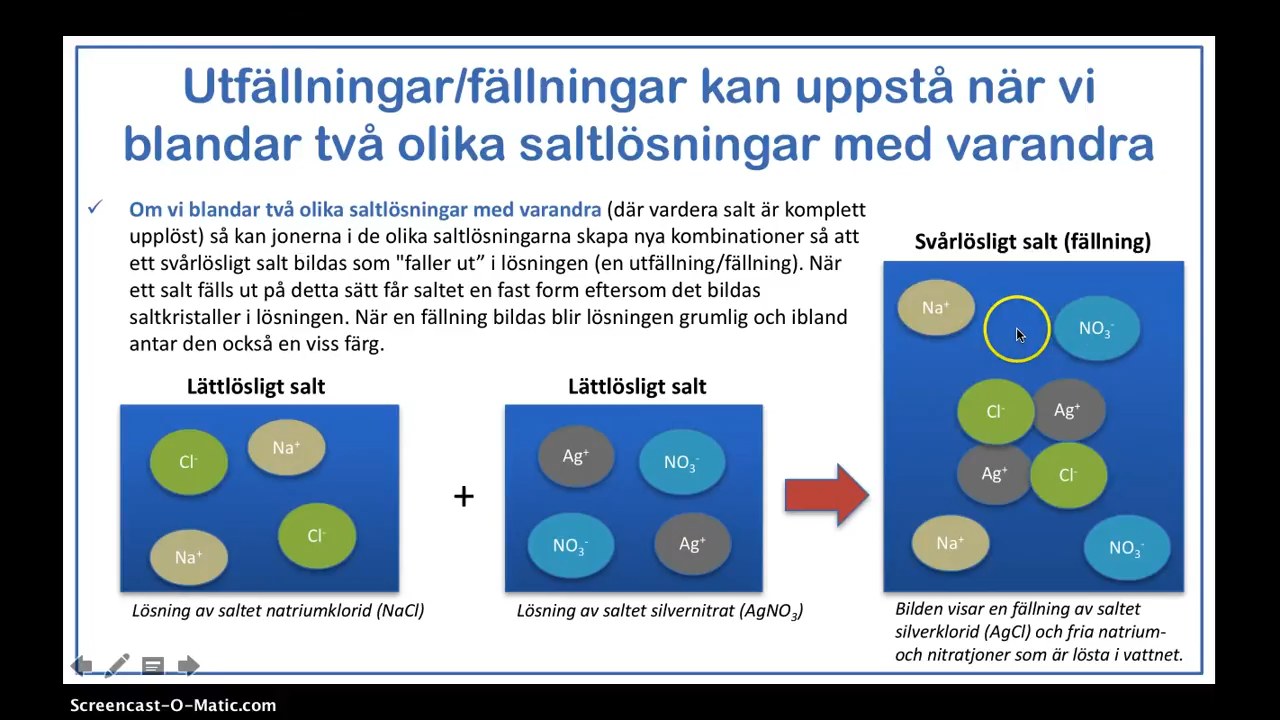 Utfällningar/fällningar kan uppstå när vi
blandar två olika saltlösningar med varandra
✓ Om vi blandar två olika saltlösningar med varandra (där vardera salt är komplett
upplöst) så kan jonerna i de olika saltlösningarna skapa nya kombinationer så att
ett svårlösligt salt bildas som "faller ut” i lösningen (en utfällning/fällning). När
ett salt fälls ut på detta sätt får saltet en fast form eftersom det bildas
saltkristaller i lösningen. När en fällning bildas blir lösningen grumlig och ibland
antar den också en viss färg.
Lättlösligt salt
Cl⁻
Na⁺
Na⁺
Cl⁻
Lösning av saltet natriumklorid (NaCl)
+
Lättlösligt salt
Ag⁺
NO₃⁻
NO₃⁻
Ag⁺
Lösning av saltet silvernitrat (AgNO₃)
Svårlösligt salt (fällning)
Na⁺
NO₃⁻
Cl⁻
Ag⁺
Ag⁺
Cl⁻
Na⁺
NO₃⁻
Bilden visar en fällning av saltet
silverklorid (AgCl) och fria natrium-
och nitratjoner som är lösta i vattnet.
Screencast-O-Matic.com